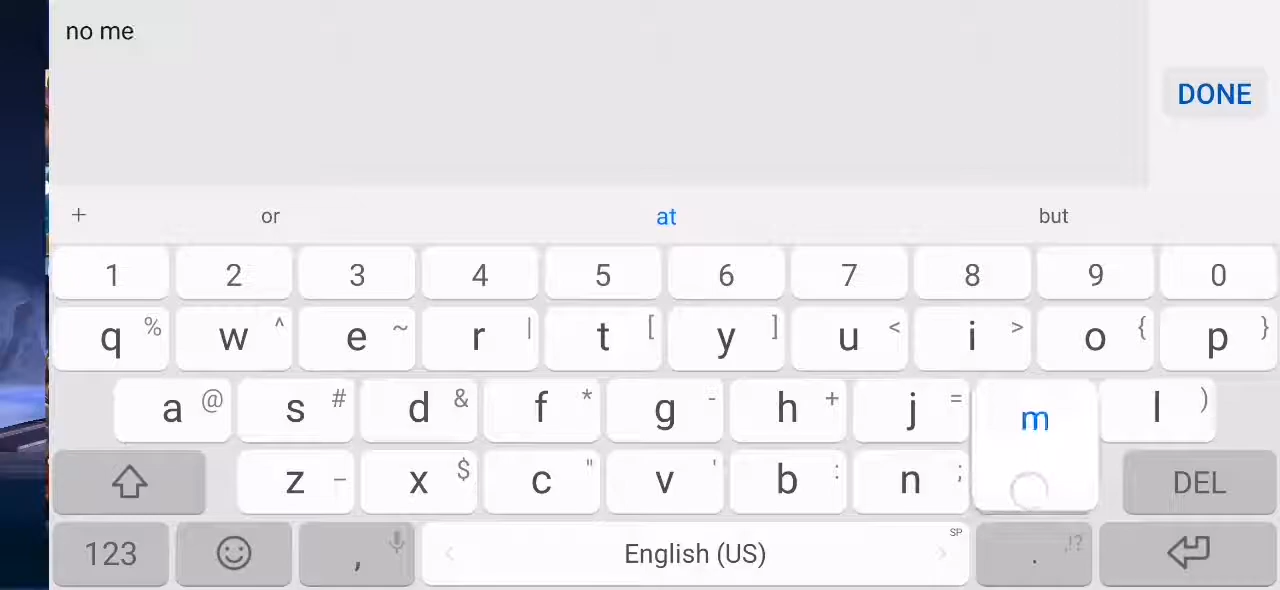 no me
DONE
+ or at but
1 2 3 4 5 6 7 8 9 0
q % w ^ e ~ r | t [ y ] u < i > o { p }
a @ s # d & f * g - h + j = l )
m
z _ x $ c " v ' b : n ; DEL
123 , < English (US) > SP . ,!?